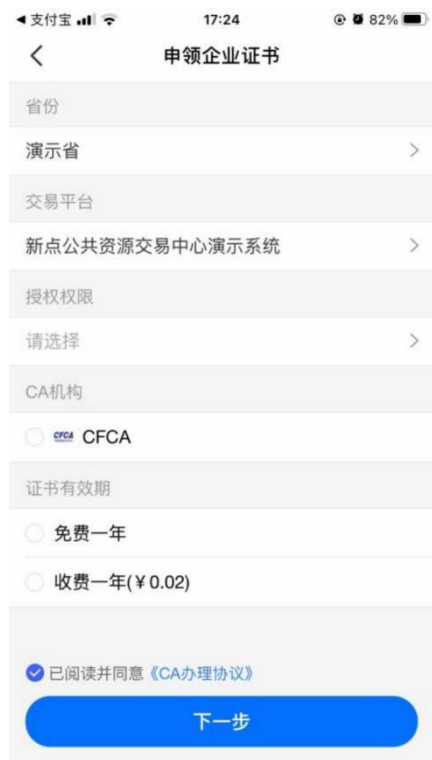 支付宝 17:24 82%
申领企业证书
省份
演示省
交易平台
新点公共资源交易中心演示系统
授权权限
请选择
CA机构
CFCA CFCA
证书有效期
免费一年
收费一年(￥0.02)
已阅读并同意《CA办理协议》
下一步